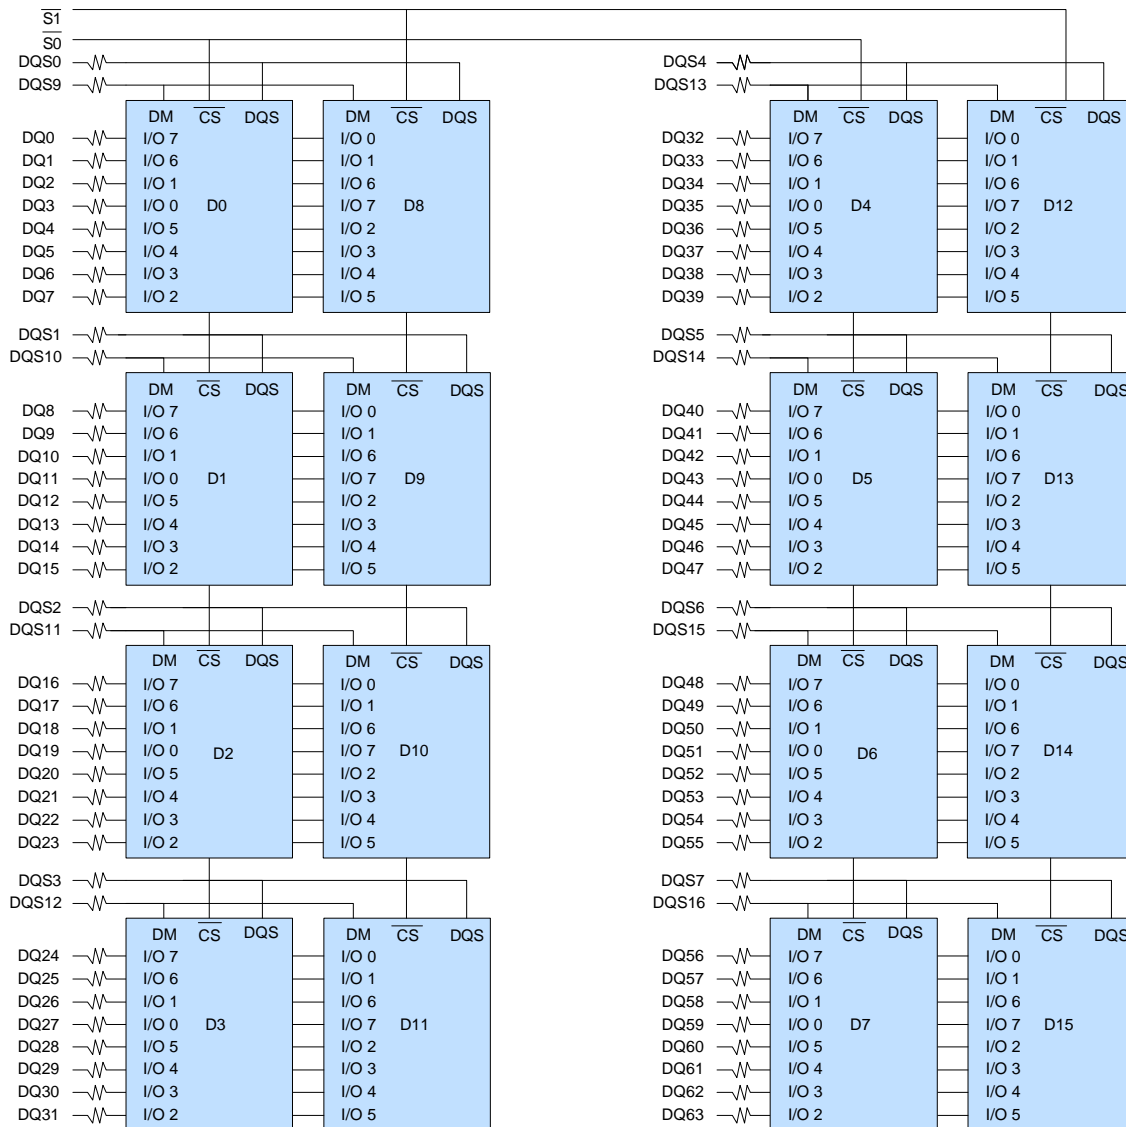 S1
S0
DQS0 DQS4
DQS9 DQS13
DM CS DQS DM CS DQS DM CS DQS DM CS DQS
DQ0 I/O 7 I/O 0 DQ32 I/O 7 I/O 0
DQ1 I/O 6 I/O 1 DQ33 I/O 6 I/O 1
DQ2 I/O 1 I/O 6 DQ34 I/O 1 I/O 6
DQ3 I/O 0 D0 I/O 7 D8 DQ35 I/O 0 D4 I/O 7 D12
DQ4 I/O 5 I/O 2 DQ36 I/O 5 I/O 2
DQ5 I/O 4 I/O 3 DQ37 I/O 4 I/O 3
DQ6 I/O 3 I/O 4 DQ38 I/O 3 I/O 4
DQ7 I/O 2 I/O 5 DQ39 I/O 2 I/O 5
DQS1 DQS5
DQS10 DQS14
DM CS DQS DM CS DQS DM CS DQS DM CS DQS
DQ8 I/O 7 I/O 0 DQ40 I/O 7 I/O 0
DQ9 I/O 6 I/O 1 DQ41 I/O 6 I/O 1
DQ10 I/O 1 I/O 6 DQ42 I/O 1 I/O 6
DQ11 I/O 0 D1 I/O 7 D9 DQ43 I/O 0 D5 I/O 7 D13
DQ12 I/O 5 I/O 2 DQ44 I/O 5 I/O 2
DQ13 I/O 4 I/O 3 DQ45 I/O 4 I/O 3
DQ14 I/O 3 I/O 4 DQ46 I/O 3 I/O 4
DQ15 I/O 2 I/O 5 DQ47 I/O 2 I/O 5
DQS2 DQS6
DQS11 DQS15
DM CS DQS DM CS DQS DM CS DQS DM CS DQS
DQ16 I/O 7 I/O 0 DQ48 I/O 7 I/O 0
DQ17 I/O 6 I/O 1 DQ49 I/O 6 I/O 1
DQ18 I/O 1 I/O 6 DQ50 I/O 1 I/O 6
DQ19 I/O 0 D2 I/O 7 D10 DQ51 I/O 0 D6 I/O 7 D14
DQ20 I/O 5 I/O 2 DQ52 I/O 5 I/O 2
DQ21 I/O 4 I/O 3 DQ53 I/O 4 I/O 3
DQ22 I/O 3 I/O 4 DQ54 I/O 3 I/O 4
DQ23 I/O 2 I/O 5 DQ55 I/O 2 I/O 5
DQS3 DQS7
DQS12 DQS16
DM CS DQS DM CS DQS DM CS DQS DM CS DQS
DQ24 I/O 7 I/O 0 DQ56 I/O 7 I/O 0
DQ25 I/O 6 I/O 1 DQ57 I/O 6 I/O 1
DQ26 I/O 1 I/O 6 DQ58 I/O 1 I/O 6
DQ27 I/O 0 D3 I/O 7 D11 DQ59 I/O 0 D7 I/O 7 D15
DQ28 I/O 5 I/O 2 DQ60 I/O 5 I/O 2
DQ29 I/O 4 I/O 3 DQ61 I/O 4 I/O 3
DQ30 I/O 3 I/O 4 DQ62 I/O 3 I/O 4
DQ31 I/O 2 I/O 5 DQ63 I/O 2 I/O 5